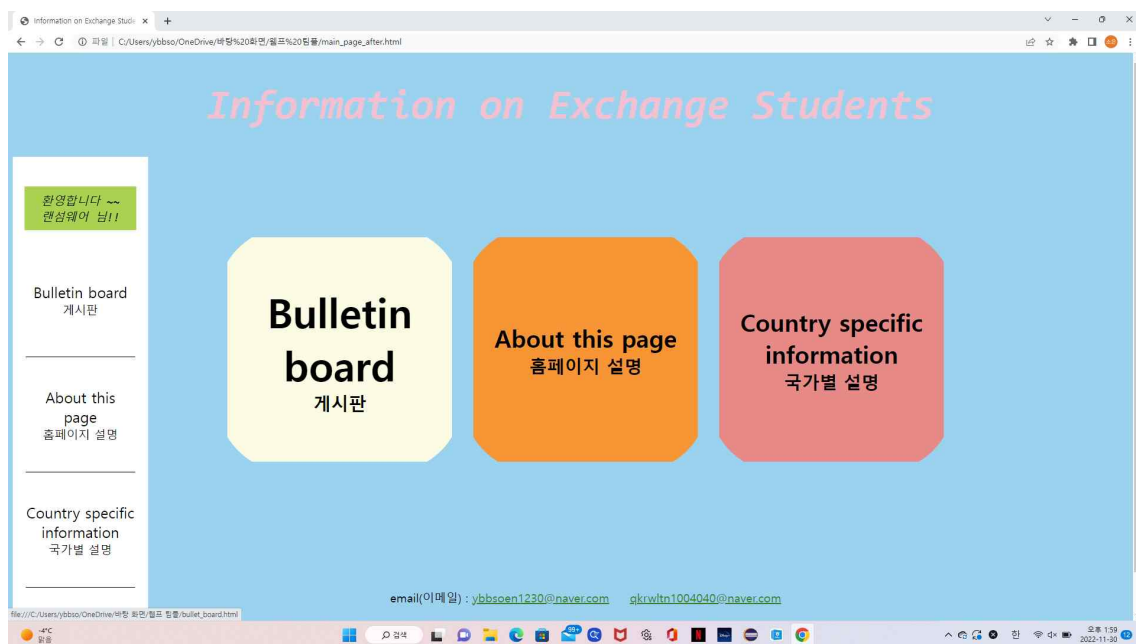 Information on Exchange Stude
파일 | C:/Users/ybbso/OneDrive/바탕%20화면/웹프%20팀플/main_page_after.html
Information on Exchange Students
환영합니다 ~~
랜섬웨어 님!!
Bulletin board
게시판
About this
page
홈페이지 설명
Country specific
information
국가별 설명
Bulletin
board
게시판
About this page
홈페이지 설명
Country specific
information
국가별 설명
email(이메일) : ybbsoen1230@naver.com qkrwltn1004040@naver.com
file:///C:/Users/ybbso/OneDrive/바탕 화면/웹프 팀플/bullet_board.html
-4°C
맑음
검색
99+
한
오후 1:59
2022-11-30
12